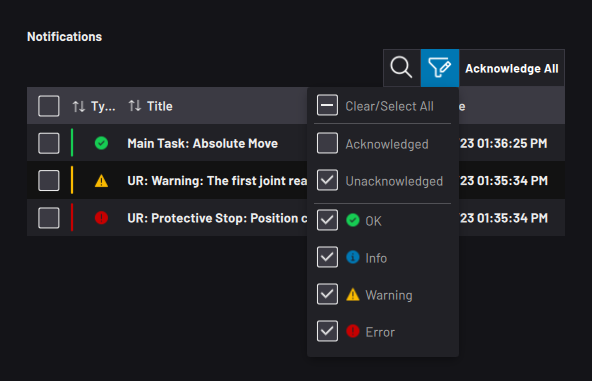 Notifications
Acknowledge All
Ty... Title
Clear/Select All
e
Main Task: Absolute Move
Acknowledged
23 01:36:25 PM
UR: Warning: The first joint rea
Unacknowledged
23 01:35:34 PM
UR: Protective Stop: Position c
OK
23 01:35:34 PM
Info
Warning
Error